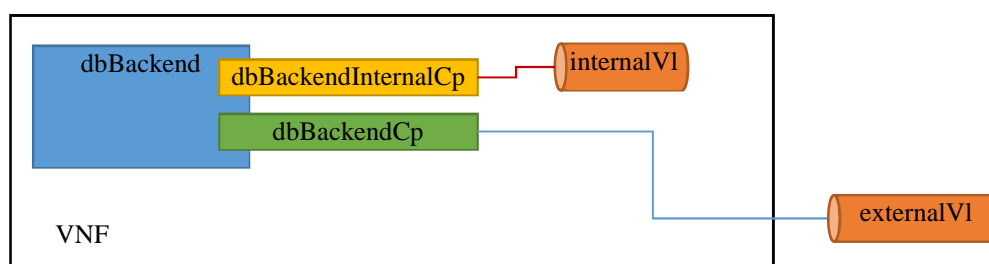 dbBackend
dbBackendInternalCp
internalVl
dbBackendCp
externalVl
VNF